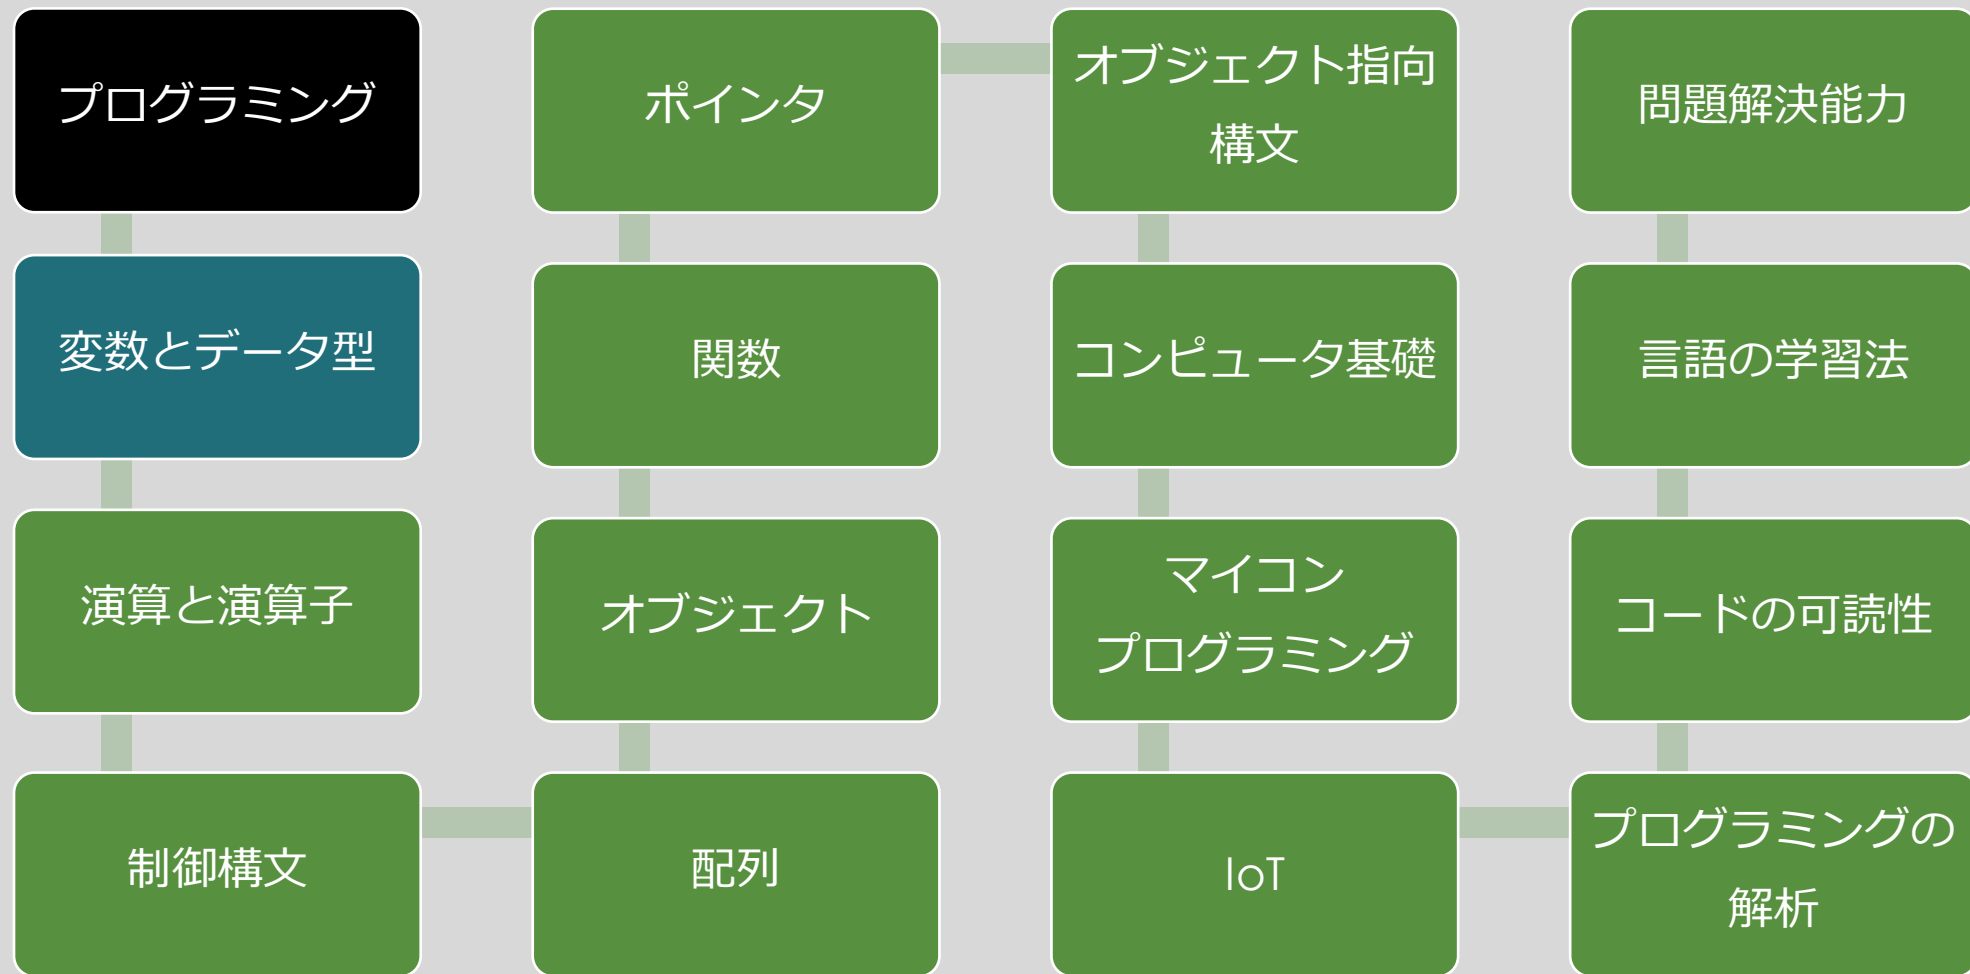 プログラミング
変数とデータ型
演算と演算子
制御構文
配列
オブジェクト
関数
ポインタ
オブジェクト指向
構文
コンピュータ基礎
マイコン
プログラミング
IoT
プログラミングの
解析
コードの可読性
言語の学習法
問題解決能力